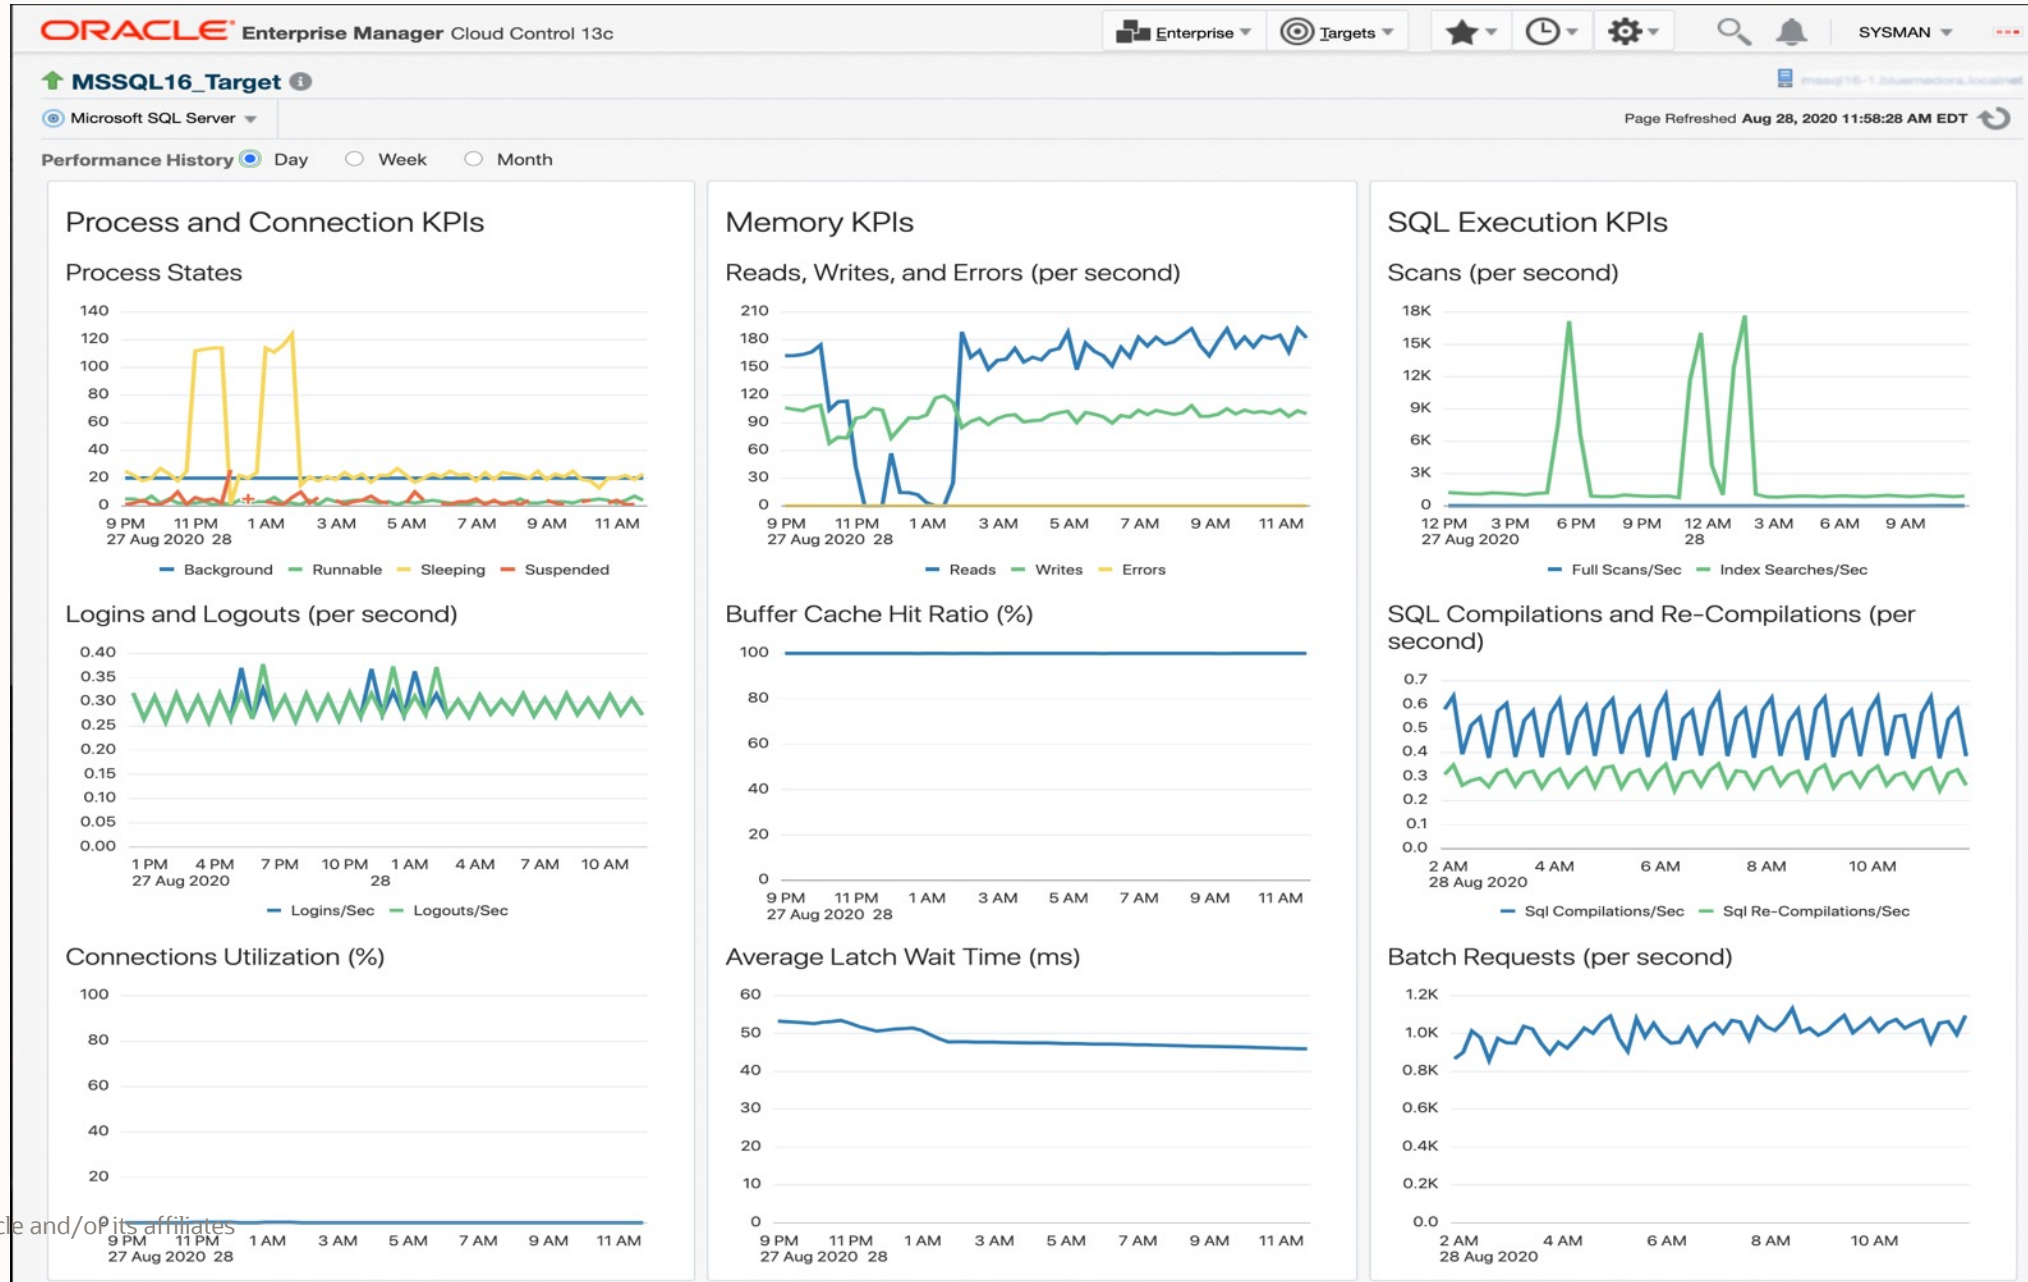 ORACLE Enterprise Manager Cloud Control 13c
Enterprise
Targets
SYSMAN
MSSQL16_Target
mssql16-1.bluemedora.localnet
Microsoft SQL Server
Page Refreshed Aug 28, 2020 11:58:28 AM EDT
Performance History Day Week Month
Process and Connection KPIs
Process States
140
120
100
80
60
40
20
0
9 PM 11 PM 1 AM 3 AM 5 AM 7 AM 9 AM 11 AM
27 Aug 2020 28
Background Runnable Sleeping Suspended
Logins and Logouts (per second)
0.40
0.35
0.30
0.25
0.20
0.15
0.10
0.05
0.00
1 PM 4 PM 7 PM 10 PM 1 AM 4 AM 7 AM 10 AM
27 Aug 2020 28
Logins/Sec Logouts/Sec
Connections Utilization (%)
100
80
60
40
20
0
9 PM 11 PM 1 AM 3 AM 5 AM 7 AM 9 AM 11 AM
27 Aug 2020 28
Memory KPIs
Reads, Writes, and Errors (per second)
210
180
150
120
90
60
30
0
9 PM 11 PM 1 AM 3 AM 5 AM 7 AM 9 AM 11 AM
27 Aug 2020 28
Reads Writes Errors
Buffer Cache Hit Ratio (%)
100
80
60
40
20
0
9 PM 11 PM 1 AM 3 AM 5 AM 7 AM 9 AM 11 AM
27 Aug 2020 28
Average Latch Wait Time (ms)
60
50
40
30
20
10
0
9 PM 11 PM 1 AM 3 AM 5 AM 7 AM 9 AM 11 AM
27 Aug 2020 28
SQL Execution KPIs
Scans (per second)
18K
15K
12K
9K
6K
3K
0
12 PM 3 PM 6 PM 9 PM 12 AM 3 AM 6 AM 9 AM
27 Aug 2020 28
Full Scans/Sec Index Searches/Sec
SQL Compilations and Re-Compilations (per
second)
0.7
0.6
0.5
0.4
0.3
0.2
0.1
0.0
2 AM 4 AM 6 AM 8 AM 10 AM
28 Aug 2020
Sql Compilations/Sec Sql Re-Compilations/Sec
Batch Requests (per second)
1.2K
1.0K
0.8K
0.6K
0.4K
0.2K
0.0
2 AM 4 AM 6 AM 8 AM 10 AM
28 Aug 2020
cle and/or its affiliates